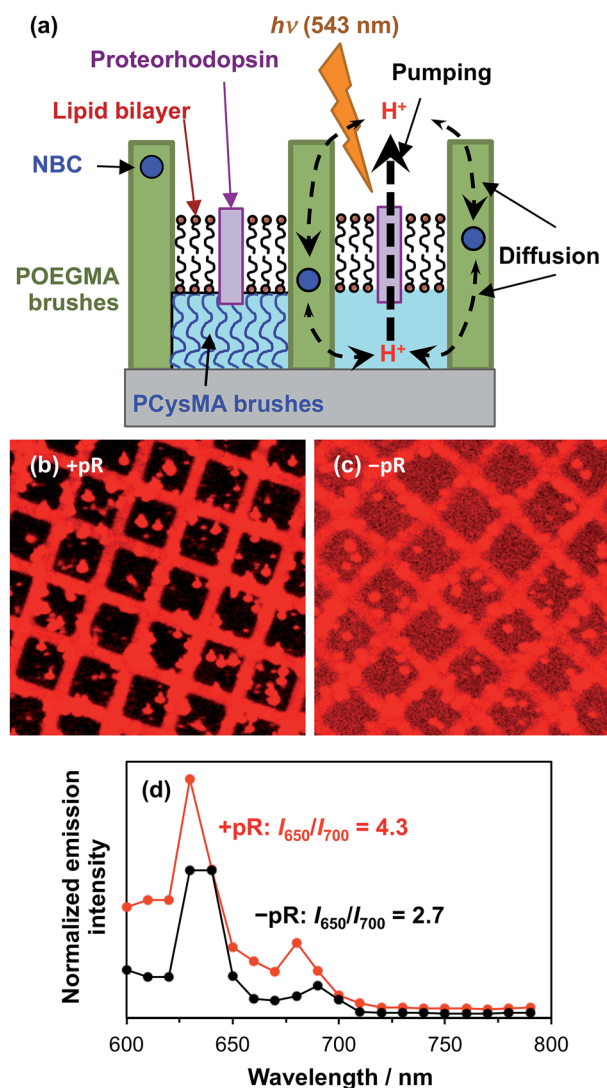 (a)
hν (543 nm)
Proteorhodopsin
Pumping
Lipid bilayer
H⁺
NBC
Diffusion
POEGMA
brushes
H⁺
PCysMA brushes
(b) +pR
(c) −pR
(d)
+pR: I₆₅₀/I₇₀₀ = 4.3
−pR: I₆₅₀/I₇₀₀ = 2.7
Normalized emission
intensity
600
650
700
750
800
Wavelength / nm